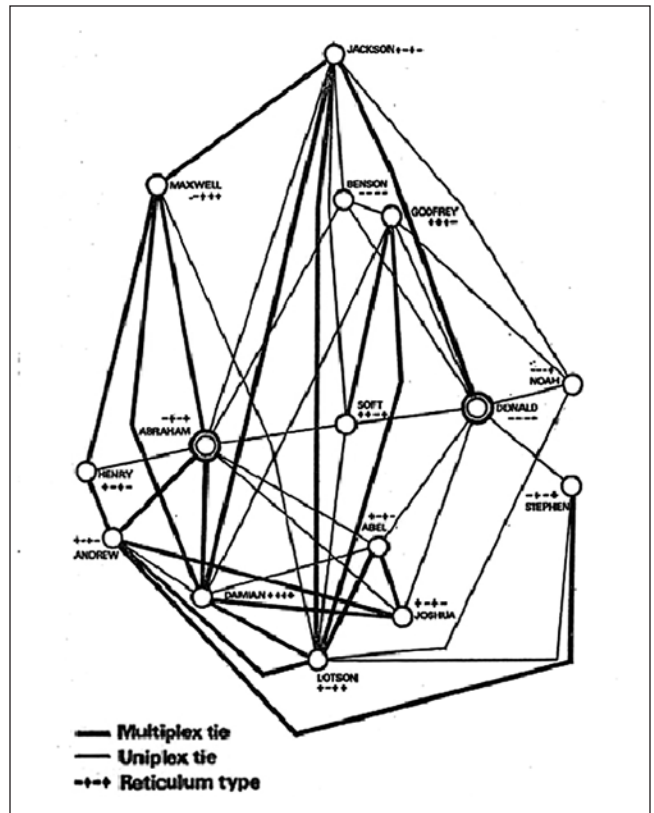 JACKSON +-+-
MAXWELL
--+++
BENSON
----
GODFREY
+++-
---+
NOAH
SOFT
++-+
-+-+
ABRAHAM
DONALD
----
HENRY
+-+-
-+-+
STEPHEN
+-+-
ABEL
+-+-
ANDREW
DAMIAN ++++
+-+-
JOSHUA
LOTSON
+-++
Multiplex tie
Uniplex tie
-+-+ Reticulum type